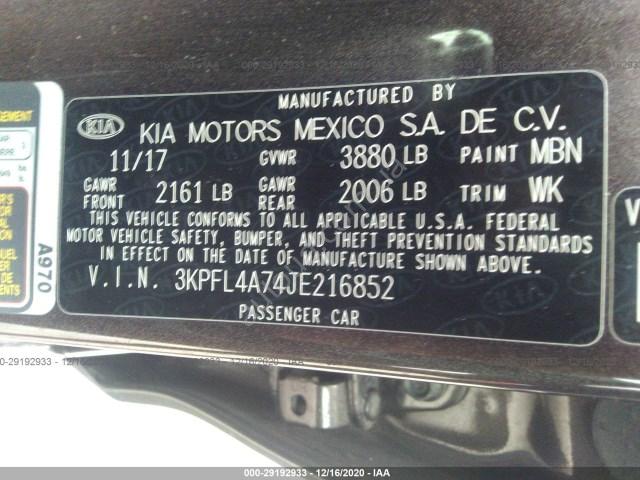 MANUFACTURED BY
KIA KIA MOTORS MEXICO S.A. DE C.V.
11/17 GVWR 3880 LB PAINT MBN
GAWR FRONT 2161 LB GAWR REAR 2006 LB TRIM WK
THIS VEHICLE CONFORMS TO ALL APPLICABLE U.S.A. FEDERAL
MOTOR VEHICLE SAFETY, BUMPER, AND THEFT PREVENTION STANDARDS
IN EFFECT ON THE DATE OF MANUFACTURE SHOWN ABOVE.
V.I.N. 3KPFL4A74JE216852
PASSENGER CAR
A970
000-29192933 - 12/16/2020 - IAA